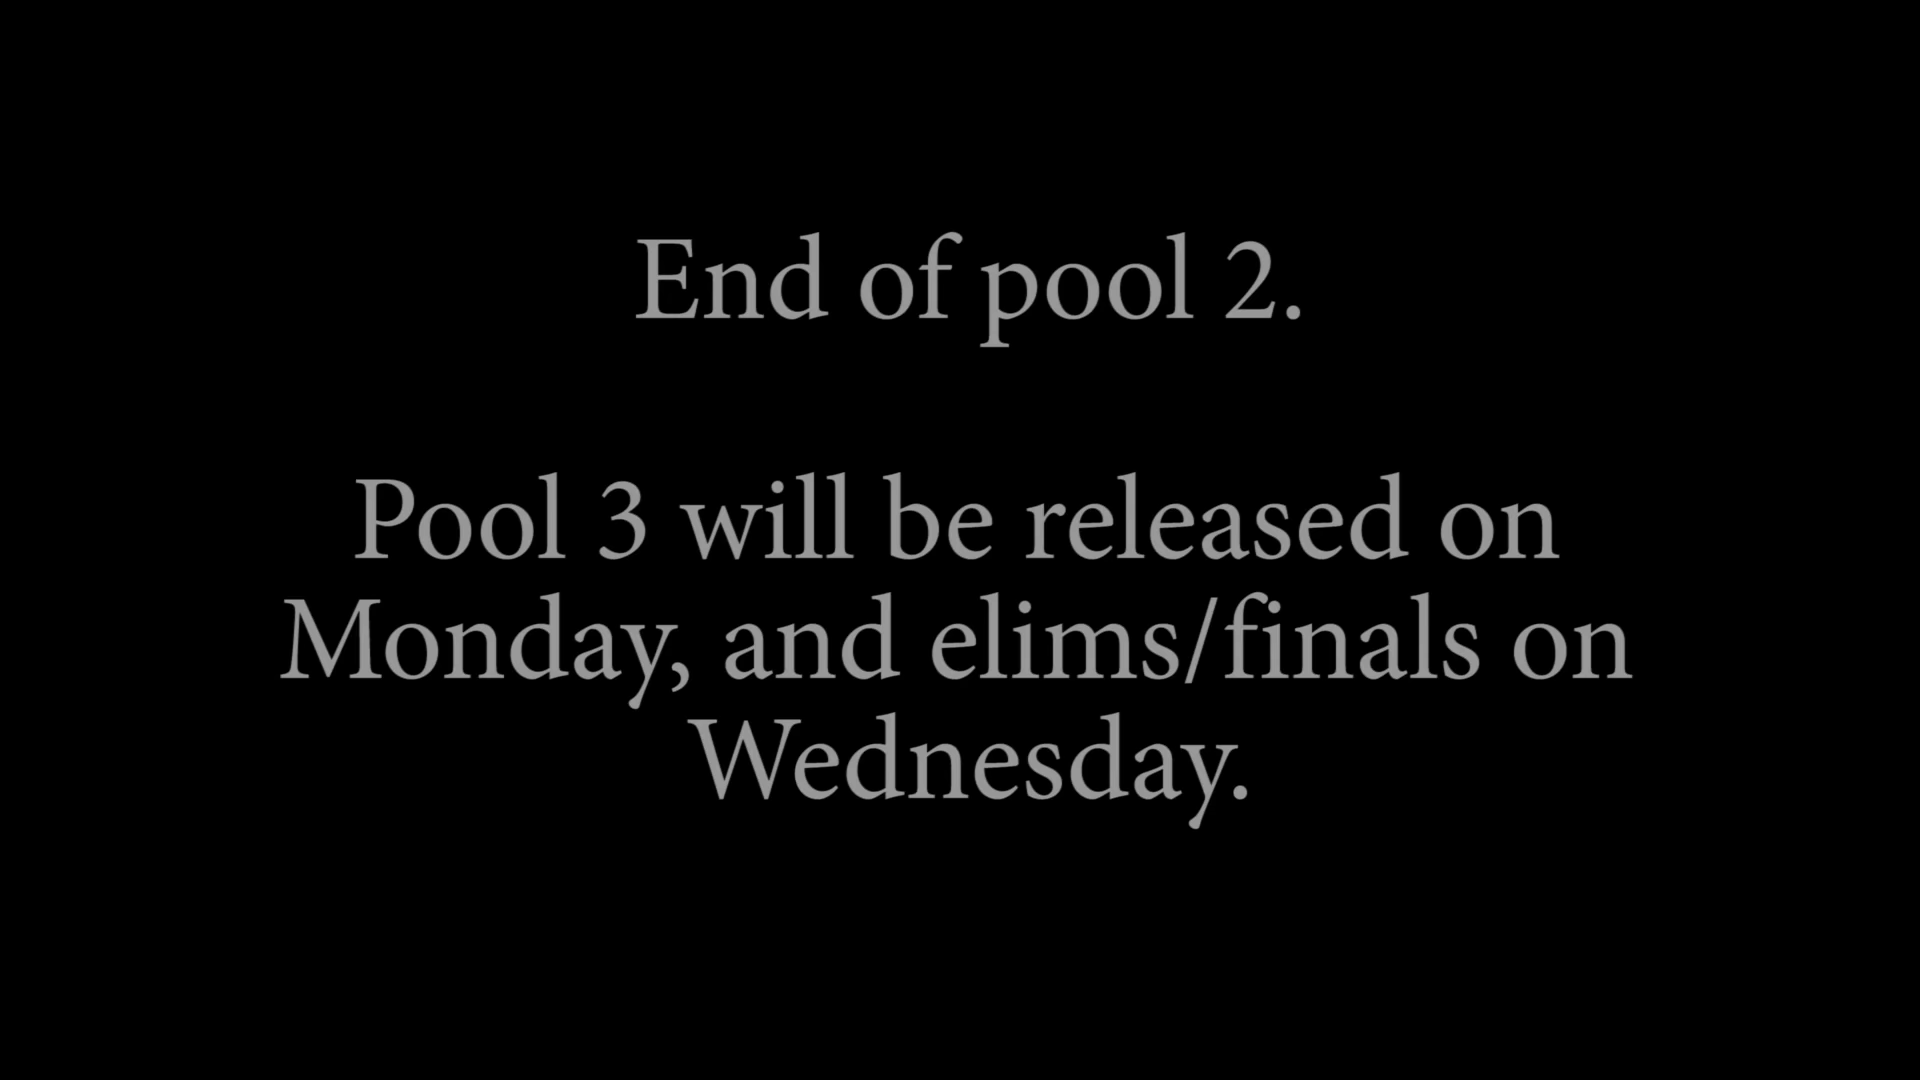 End of pool 2.
Pool 3 will be released on
Monday, and elims/finals on
Wednesday.